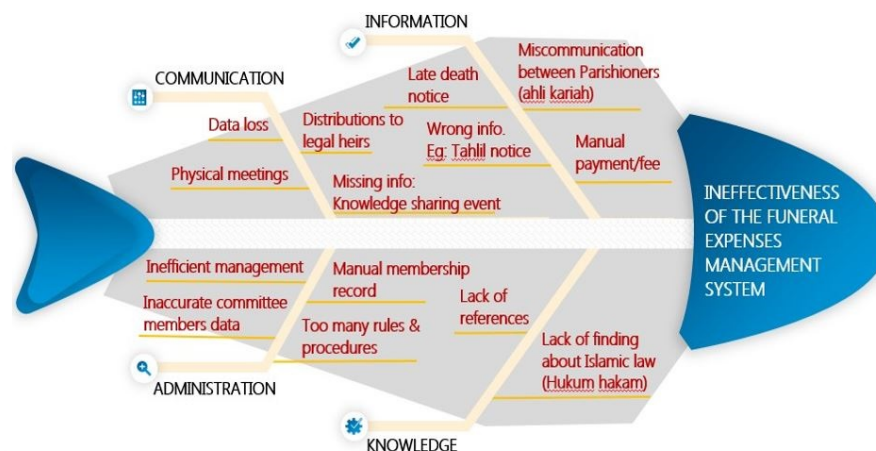 INFORMATION
COMMUNICATION
Late death
notice
Miscommunication
between Parishioners
(ahli kariah)
Data loss
Distributions to
legal heirs
Wrong info.
Eg: Tahlil notice
Manual
payment/fee
Physical meetings
Missing info:
Knowledge sharing event
INEFFECTIVENESS
OF THE FUNERAL
EXPENSES
MANAGEMENT
SYSTEM
Inefficient management
Manual membership
record
Lack of
references
Inaccurate committee
members data
Too many rules &
procedures
Lack of finding
about Islamic law
(Hukum hakam)
ADMINISTRATION
KNOWLEDGE